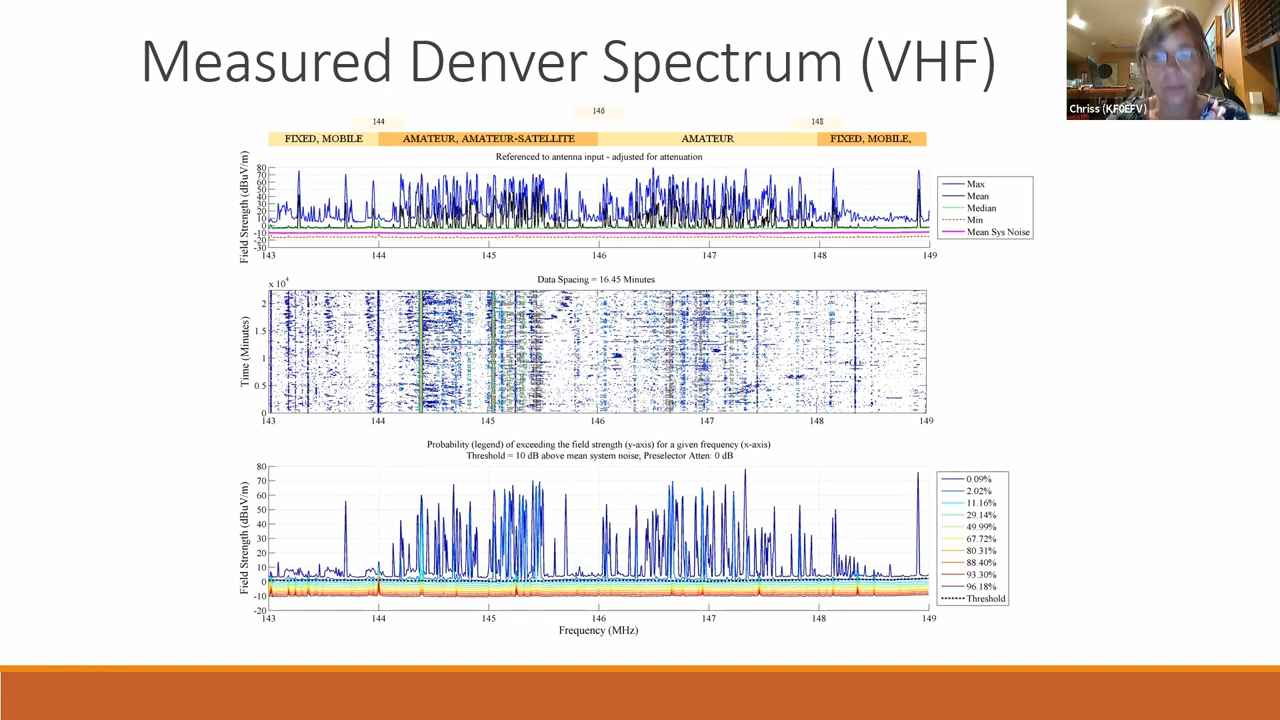 Measured Denver Spectrum (VHF)
Chriss (KF0EFV)
144
146
148
FIXED, MOBILE
AMATEUR, AMATEUR-SATELLITE
AMATEUR
FIXED, MOBILE,
Referenced to antenna input - adjusted for attenuation
Field Strength (dBuV/m)
80
70
60
50
40
30
20
10
0
-10
-20
-30
143
144
145
146
147
148
149
Max
Mean
Median
Min
Mean Sys Noise
Data Spacing = 16.45 Minutes
x 10⁴
Time (Minutes)
2
1.5
1
0.5
0
143
144
145
146
147
148
149
Probability (legend) of exceeding the field strength (y-axis) for a given frequency (x-axis)
Threshold = 10 dB above mean system noise; Preselector Atten: 0 dB
Field Strength (dBuV/m)
80
70
60
50
40
30
20
10
0
-10
-20
143
144
145
146
147
148
149
Frequency (MHz)
0.09%
2.02%
11.16%
29.14%
49.99%
67.72%
80.31%
88.40%
93.30%
96.18%
Threshold